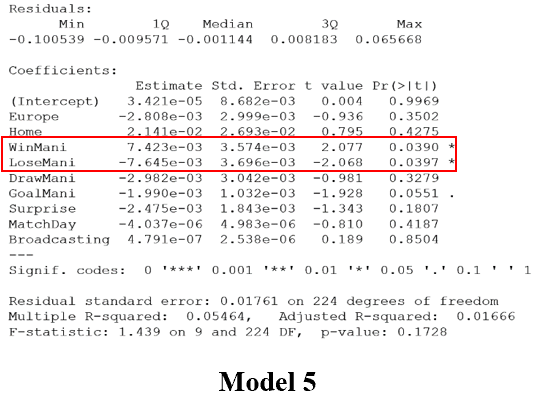 Residuals:
Min 1Q Median 3Q Max
-0.100539 -0.009571 -0.001144 0.008183 0.065668
Coefficients:
Estimate Std. Error t value Pr(>|t|)
(Intercept) 3.421e-05 8.682e-03 0.004 0.9969
Europe -2.808e-03 2.999e-03 -0.936 0.3502
Home 2.141e-02 2.693e-02 0.795 0.4275
WinMani 7.423e-03 3.574e-03 2.077 0.0390 *
LoseMani -7.645e-03 3.696e-03 -2.068 0.0397 *
DrawMani -2.982e-03 3.042e-03 -0.981 0.3279
GoalMani -1.990e-03 1.032e-03 -1.928 0.0551 .
Surprise -2.475e-03 1.843e-03 -1.343 0.1807
MatchDay -4.037e-06 4.983e-06 -0.810 0.4187
Broadcasting 4.791e-07 2.538e-06 0.189 0.8504
---
Signif. codes: 0 '***' 0.001 '**' 0.01 '*' 0.05 '.' 0.1 ' ' 1
Residual standard error: 0.01761 on 224 degrees of freedom
Multiple R-squared: 0.05464, Adjusted R-squared: 0.01666
F-statistic: 1.439 on 9 and 224 DF, p-value: 0.1728
Model 5